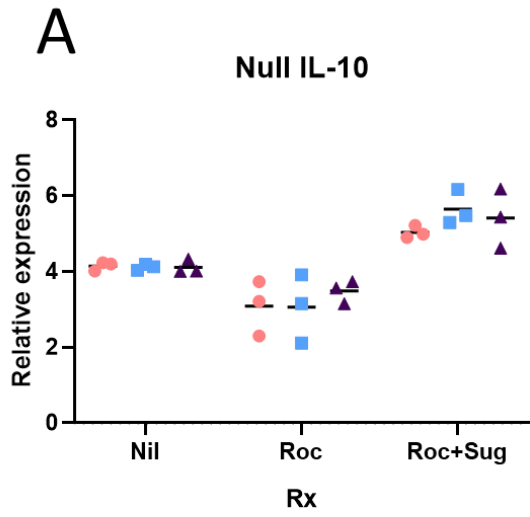 A
Null IL-10
Relative expression
8
6
4
2
0
Nil
Roc
Roc+Sug
Rx